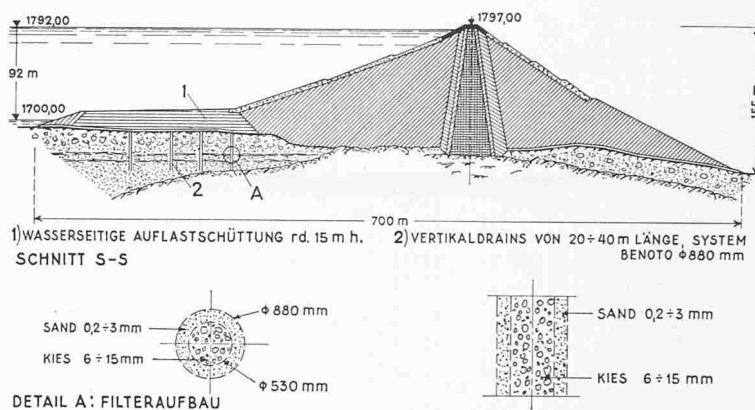 1792,00
1797,00
92 m
1700,00
1
2
A
155 m
700 m
1) WASSERSEITIGE AUFLASTSCHÜTTUNG rd. 15 m h.
2) VERTIKALDRAINS VON 20÷40 m LÄNGE, SYSTEM
BENOTO ϕ 880 mm
SCHNITT S-S
ϕ 880 mm
SAND 0,2÷3 mm
KIES 6÷15 mm
ϕ 530 mm
DETAIL A: FILTERAUFBAU
SAND 0,2÷3 mm
KIES 6÷15 mm